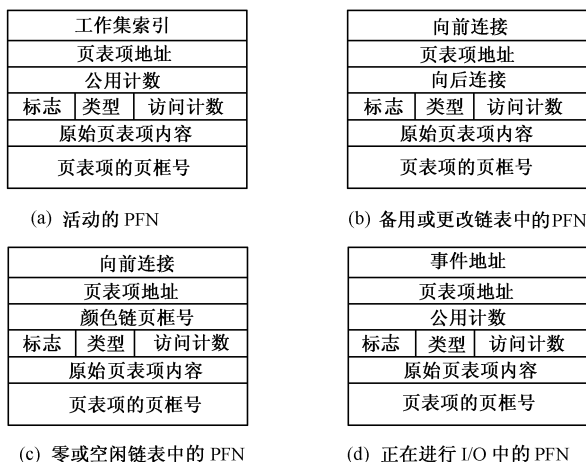 工作集索引
页表项地址
公用计数
标志 类型 访问计数
原始页表项内容
页表项的页框号
(a) 活动的 PFN
向前连接
页表项地址
向后连接
标志 类型 访问计数
原始页表项内容
页表项的页框号
(b) 备用或更改链表中的PFN
向前连接
页表项地址
颜色链页框号
标志 类型 访问计数
原始页表项内容
页表项的页框号
(c) 零或空闲链表中的 PFN
事件地址
页表项地址
公用计数
标志 类型 访问计数
原始页表项内容
页表项的页框号
(d) 正在进行 I/O 中的 PFN